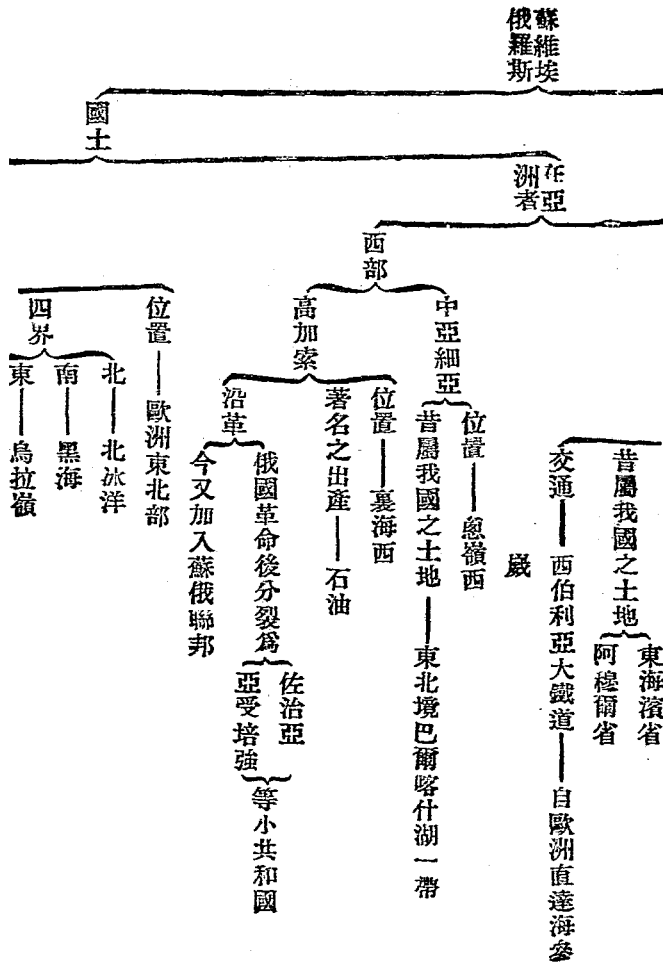 蘇維埃
俄羅斯
國土
在亞
洲者
昔屬我國之土地
東海濱省
阿穆爾省
交通
西伯利亞大鐵道
自歐洲直達海參
崴
西部
中亞細亞
位置
蔥嶺西
昔屬我國之土地
東北境巴爾喀什湖一帶
高加索
位置
裏海西
著名之出產
石油
沿革
俄國革命後分裂爲
佐治亞
亞受培強
等小共和國
今又加入蘇俄聯邦
位置
歐洲東北部
四界
北
北冰洋
南
黑海
東
烏拉嶺